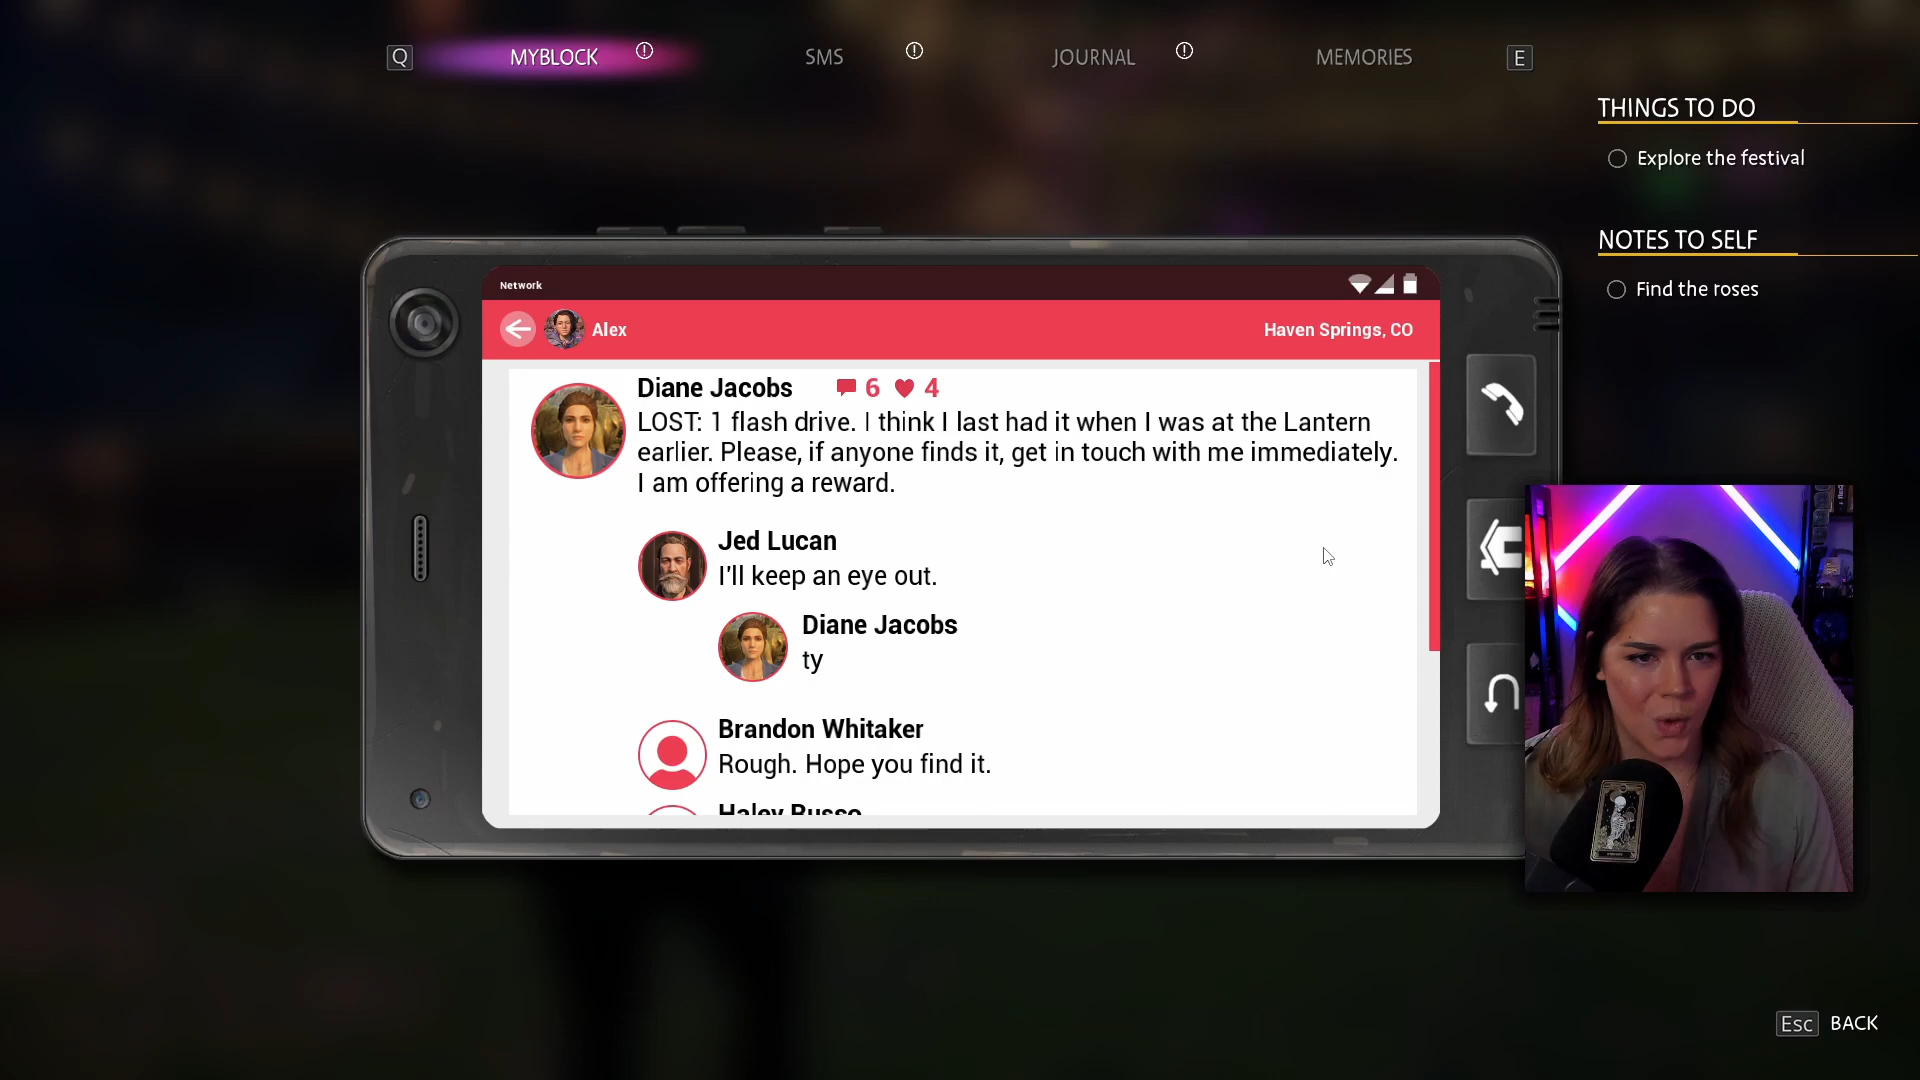 Q MYBLOCK SMS JOURNAL MEMORIES E
THINGS TO DO
Explore the festival
NOTES TO SELF
Find the roses
Network
Alex
Haven Springs, CO
Diane Jacobs 6 4
LOST: 1 flash drive. I think I last had it when I was at the Lantern
earlier. Please, if anyone finds it, get in touch with me immediately.
I am offering a reward.
Jed Lucan
I'll keep an eye out.
Diane Jacobs
ty
Brandon Whitaker
Rough. Hope you find it.
Haley Russo
Esc BACK